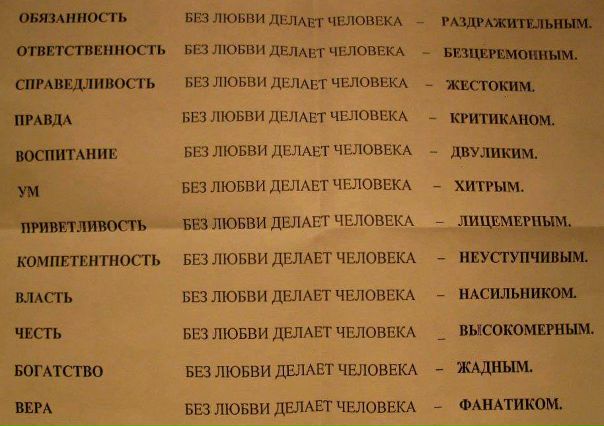 ОБЯЗАННОСТЬ БЕЗ ЛЮБВИ ДЕЛАЕТ ЧЕЛОВЕКА – РАЗДРАЖИТЕЛЬНЫМ.
ОТВЕТСТВЕННОСТЬ БЕЗ ЛЮБВИ ДЕЛАЕТ ЧЕЛОВЕКА – БЕЗЦЕРЕМОННЫМ.
СПРАВЕДЛИВОСТЬ БЕЗ ЛЮБВИ ДЕЛАЕТ ЧЕЛОВЕКА – ЖЕСТОКИМ.
ПРАВДА БЕЗ ЛЮБВИ ДЕЛАЕТ ЧЕЛОВЕКА – КРИТИКАНОМ.
ВОСПИТАНИЕ БЕЗ ЛЮБВИ ДЕЛАЕТ ЧЕЛОВЕКА – ДВУЛИКИМ.
УМ БЕЗ ЛЮБВИ ДЕЛАЕТ ЧЕЛОВЕКА – ХИТРЫМ.
ПРИВЕТЛИВОСТЬ БЕЗ ЛЮБВИ ДЕЛАЕТ ЧЕЛОВЕКА – ЛИЦЕМЕРНЫМ.
КОМПЕТЕНТНОСТЬ БЕЗ ЛЮБВИ ДЕЛАЕТ ЧЕЛОВЕКА – НЕУСТУПЧИВЫМ.
ВЛАСТЬ БЕЗ ЛЮБВИ ДЕЛАЕТ ЧЕЛОВЕКА – НАСИЛЬНИКОМ.
ЧЕСТЬ БЕЗ ЛЮБВИ ДЕЛАЕТ ЧЕЛОВЕКА _ ВЫСОКОМЕРНЫМ.
БОГАТСТВО БЕЗ ЛЮБВИ ДЕЛАЕТ ЧЕЛОВЕКА – ЖАДНЫМ.
ВЕРА БЕЗ ЛЮБВИ ДЕЛАЕТ ЧЕЛОВЕКА – ФАНАТИКОМ.